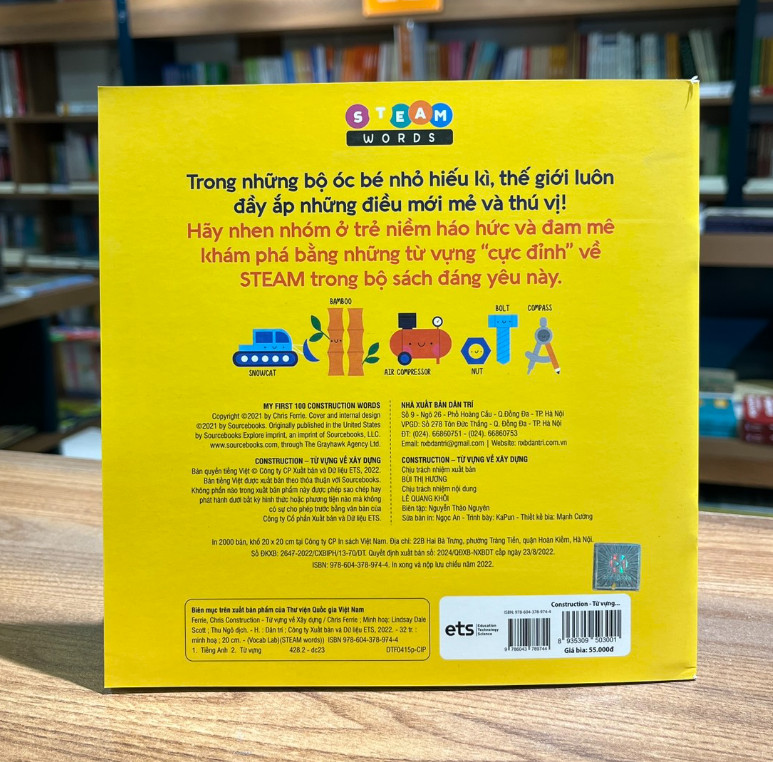 STEAM
WORDS
Trong những bộ óc bé nhỏ hiếu kì, thế giới luôn
đầy ắp những điều mới mẻ và thú vị!
Hãy nhen nhóm ở trẻ niềm háo hức và đam mê
khám phá bằng những từ vựng “cực đỉnh” về
STEAM trong bộ sách đáng yêu này.
SNOWCAT
BAMBOO
AIR COMPRESSOR
NUT
BOLT
COMPASS
MY FIRST 100 CONSTRUCTION WORDS
Copyright ©2021 by Chris Ferrie. Cover and internal design
©2021 by Sourcebooks. Originally published in the United States
by Sourcebooks Explore imprint, an imprint of Sourcebooks, LLC.
www.sourcebooks.com, through The Grayhawk Agency Ltd.
CONSTRUCTION – TỪ VỰNG VỀ XÂY DỰNG
Bản quyền tiếng Việt © Công ty CP Xuất bản và Dữ liệu ETS, 2022.
Bản tiếng Việt được xuất bản theo thỏa thuận với Sourcebooks.
Không phần nào trong xuất bản phẩm này được phép sao chép hay
phát hành dưới bất kỳ hình thức hoặc phương tiện nào mà không
có sự cho phép trước bằng văn bản của
Công ty Cổ phần Xuất bản và Dữ liệu ETS.
NHÀ XUẤT BẢN DÂN TRÍ
Số 9 - Ngõ 26 - Phố Hoàng Cầu - Q.Đống Đa - TP. Hà Nội
VPGD: Số 278 Tôn Đức Thắng - Q. Đống Đa - TP. Hà Nội
ĐT: (024). 66860751 - (024). 66860753
Email: nxbdantri@gmail.com | Website: nxbdantri.com.vn
CONSTRUCTION – TỪ VỰNG VỀ XÂY DỰNG
Chịu trách nhiệm xuất bản
BÙI THỊ HƯƠNG
Chịu trách nhiệm nội dung
LÊ QUANG KHÔI
Biên tập: Nguyễn Thảo Nguyên
Sửa bản in: Ngọc An - Trình bày: KaPun - Thiết kế bìa: Mạnh Cường
In 2000 bản, khổ 20 x 20 cm tại Công ty CP In sách Việt Nam. Địa chỉ: 22B Hai Bà Trưng, phường Tràng Tiền, quận Hoàn Kiếm, Hà Nội.
Số ĐKXB: 2647-2022/CXBIPH/13-70/DT. Quyết định xuất bản số: 2024/QĐXB-NXBDT cấp ngày 23/8/2022.
ISBN: 978-604-378-974-4. In xong và nộp lưu chiểu năm 2022.
Biên mục trên xuất bản phẩm của Thư viện Quốc gia Việt Nam
Ferrie, Chris Construction - Từ vựng về Xây dựng / Chris Ferrie ; Minh hoạ: Lindsay Dale
Scott ; Thu Ngô dịch. - H. : Dân trí ; Công ty Xuất bản và Dữ liệu ETS, 2022. - 32 tr. :
minh hoạ ; 20 cm. - (Vocab Lab)(STEAM words)) ISBN 978-604-378-974-4
1. Tiếng Anh .2. Từ vựng 428.2 - dc23 DTF0415p-CIP
ets
Education
Technology
Science
ISBN: 978-604-378-974-4
9 786043 789744
Construction - Từ vựng...
8 935309 503001
Giá bìa: 55.000đ